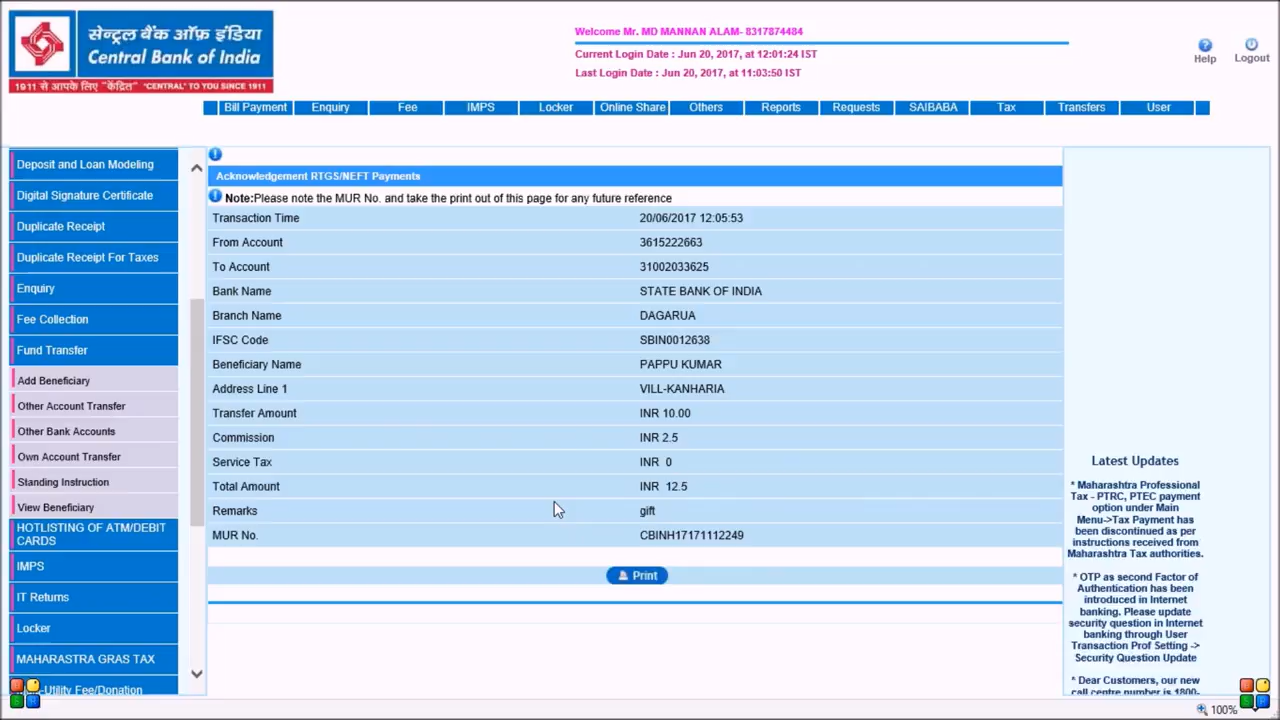 सेन्ट्रल बैंक ऑफ़ इंडिया
Central Bank of India
1911 से आपके लिए "केंद्रित" "CENTRAL" TO YOU SINCE 1911
Welcome Mr. MD MANNAN ALAM- 8317874484
Current Login Date : Jun 20, 2017, at 12:01:24 IST
Last Login Date : Jun 20, 2017, at 11:03:50 IST
Help
Logout
Bill Payment Enquiry Fee IMPS Locker Online Share Others Reports Requests SAIBABA Tax Transfers User
Deposit and Loan Modeling
Digital Signature Certificate
Duplicate Receipt
Duplicate Receipt For Taxes
Enquiry
Fee Collection
Fund Transfer
Add Beneficiary
Other Account Transfer
Other Bank Accounts
Own Account Transfer
Standing Instruction
View Beneficiary
HOTLISTING OF ATM/DEBIT
CARDS
IMPS
IT Returns
Locker
MAHARASTRA GRAS TAX
-Utility Fee/Donation
Acknowledgement RTGS/NEFT Payments
Note:Please note the MUR No. and take the print out of this page for any future reference
Transaction Time 20/06/2017 12:05:53
From Account 3615222663
To Account 31002033625
Bank Name STATE BANK OF INDIA
Branch Name DAGARUA
IFSC Code SBIN0012638
Beneficiary Name PAPPU KUMAR
Address Line 1 VILL-KANHARIA
Transfer Amount INR 10.00
Commission INR 2.5
Service Tax INR 0
Total Amount INR 12.5
Remarks gift
MUR No. CBINH17171112249
Print
Latest Updates
* Maharashtra Professional
Tax - PTRC, PTEC payment
option under Main
Menu->Tax Payment has
been discontinued as per
instructions received from
Maharashtra Tax authorities.
* OTP as second Factor of
Authentication has been
introduced in Internet
banking. Please update
security question in Internet
banking through User
Transaction Prof Setting ->
Security Question Update
* Dear Customers, our new
call centre number is 1800-
100%